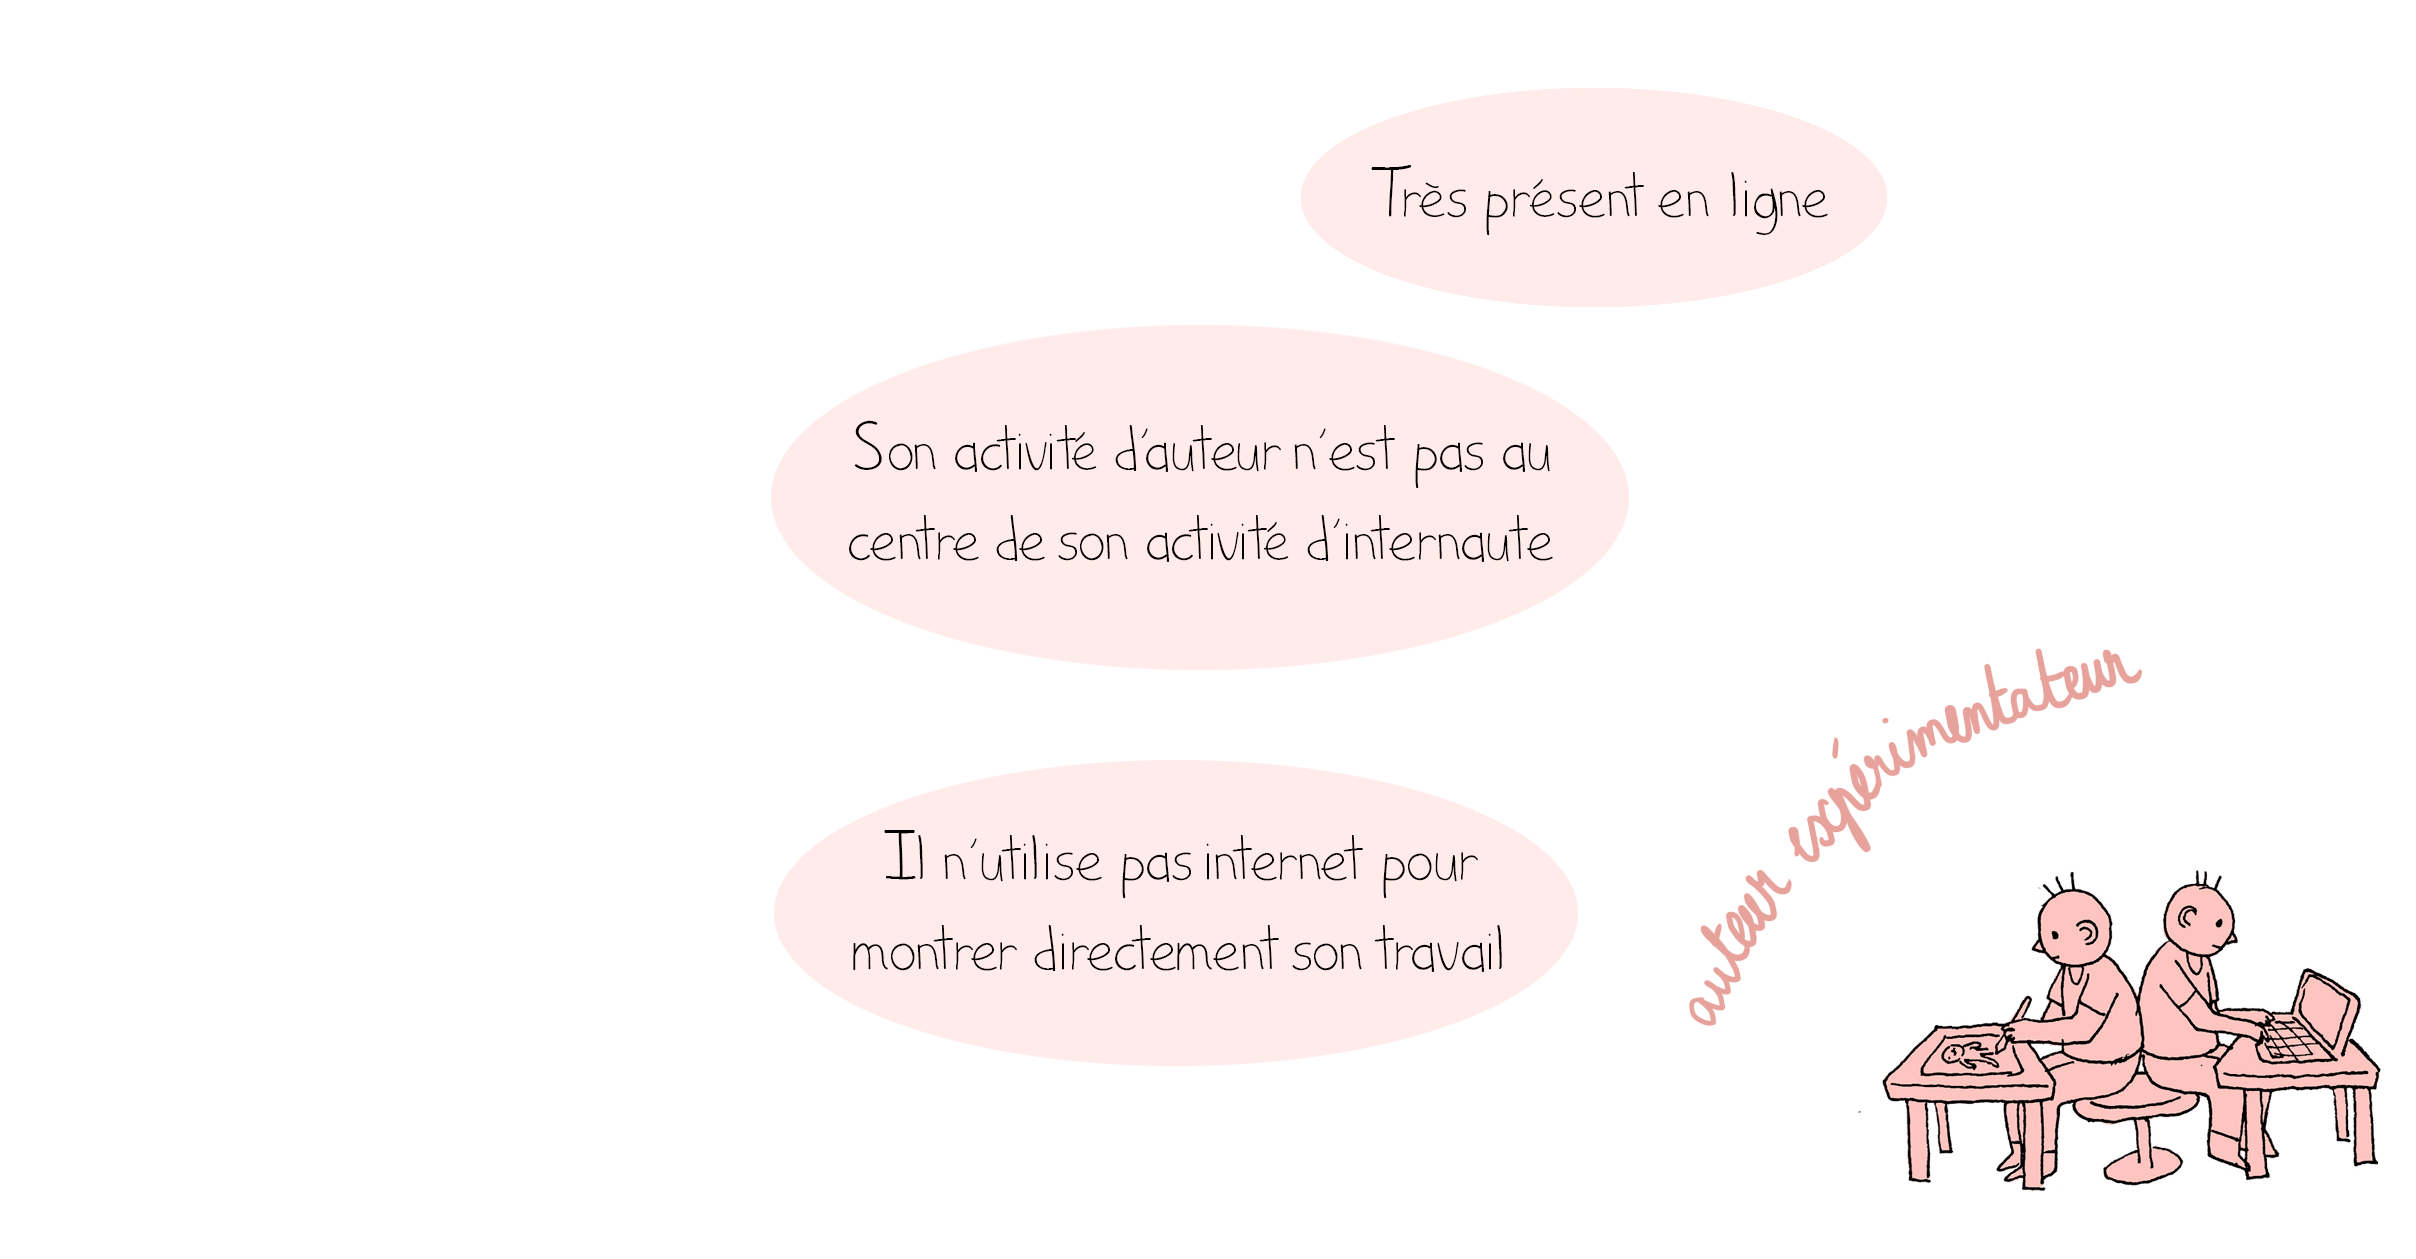 Très présent en ligne
Son activité d'auteur n'est pas au
centre de son activité d'internaute
Il n'utilise pas internet pour
montrer directement son travail
auteur expérimentateur